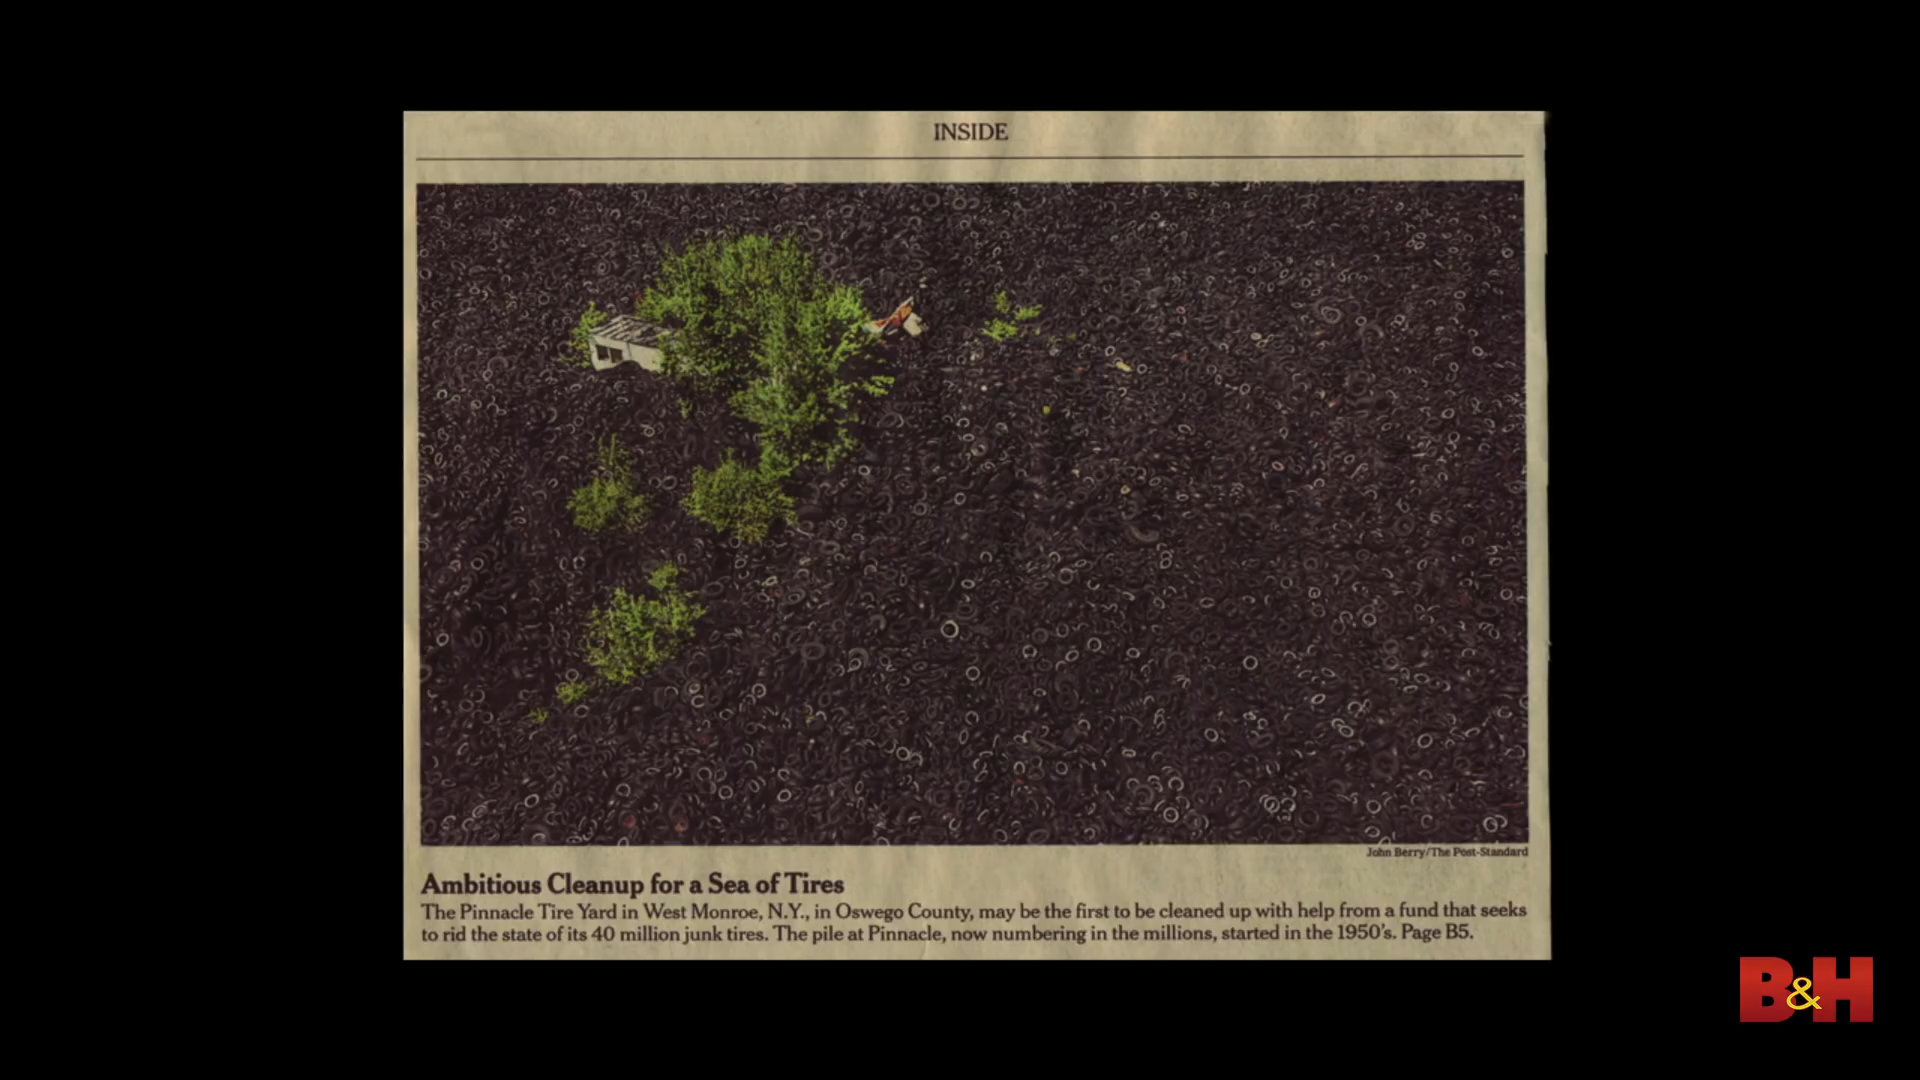 INSIDE
John Berry/The Post-Standard
Ambitious Cleanup for a Sea of Tires
The Pinnacle Tire Yard in West Monroe, N.Y., in Oswego County, may be the first to be cleaned up with help from a fund that seeks
to rid the state of its 40 million junk tires. The pile at Pinnacle, now numbering in the millions, started in the 1950's. Page B5.
B&H